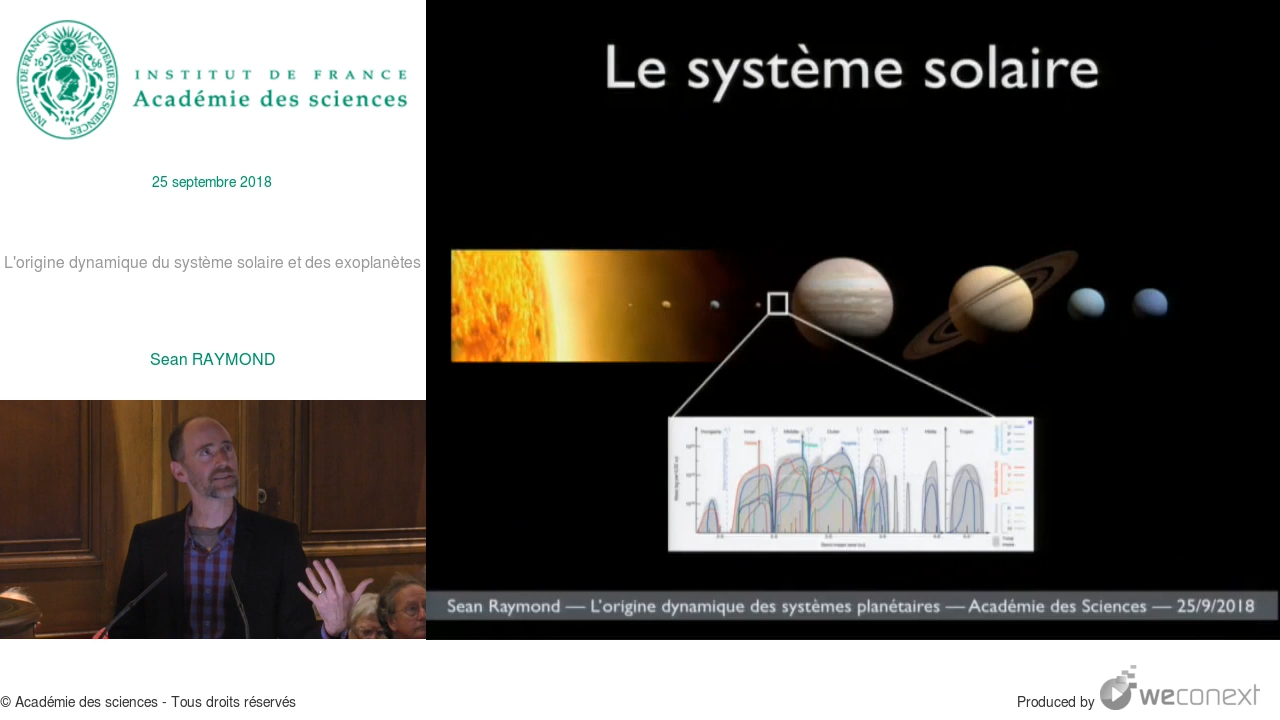 INSTITUT DE FRANCE
Académie des sciences
25 septembre 2018
L'origine dynamique du système solaire et des exoplanètes
Sean RAYMOND
Le système solaire
Sean Raymond — L'origine dynamique des systèmes planétaires — Académie des Sciences — 25/9/2018
© Académie des sciences - Tous droits réservés
Produced by weconext